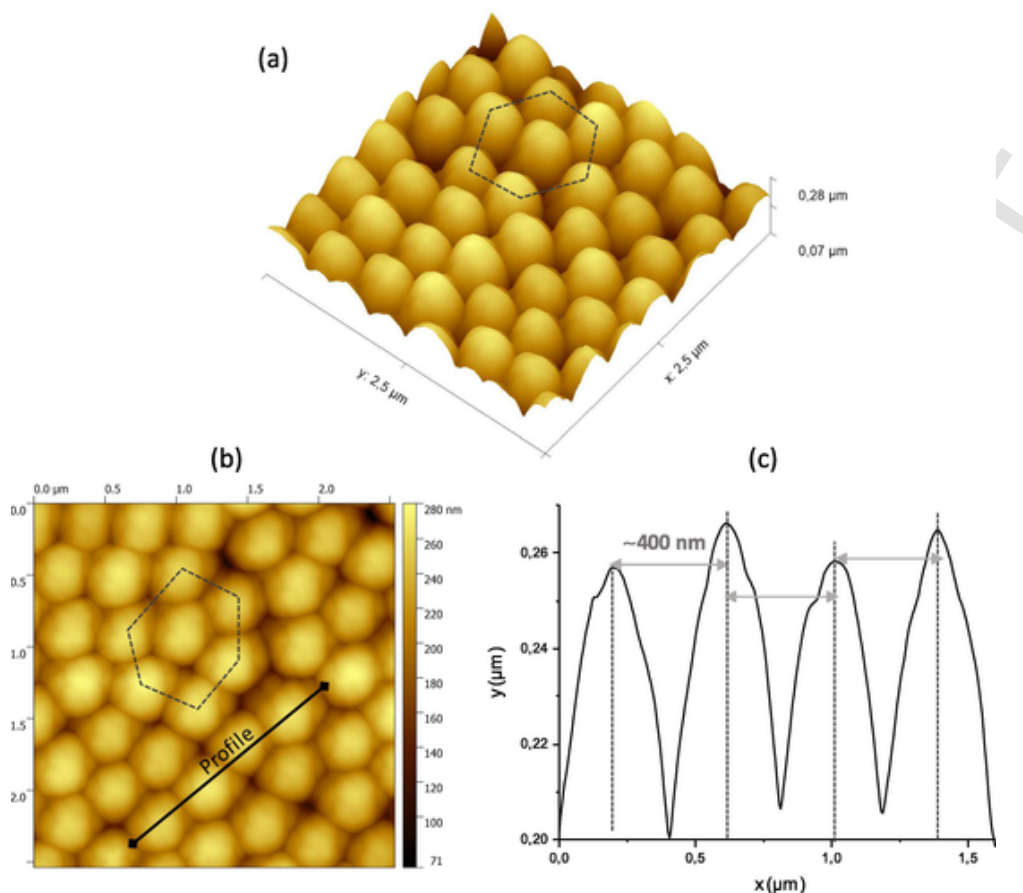 (a)
0,28 µm
0,07 µm
y: 2,5 µm
x: 2,5 µm
(b)
0.0 µm 0.5 1.0 1.5 2.0
0.0
0.5
1.0
1.5
2.0
Profile
280 nm
260
240
220
200
180
160
140
120
100
71
(c)
~400 nm
0,26
0,24
0,22
0,20
y (µm)
0,0 0,5 1,0 1,5
x (µm)